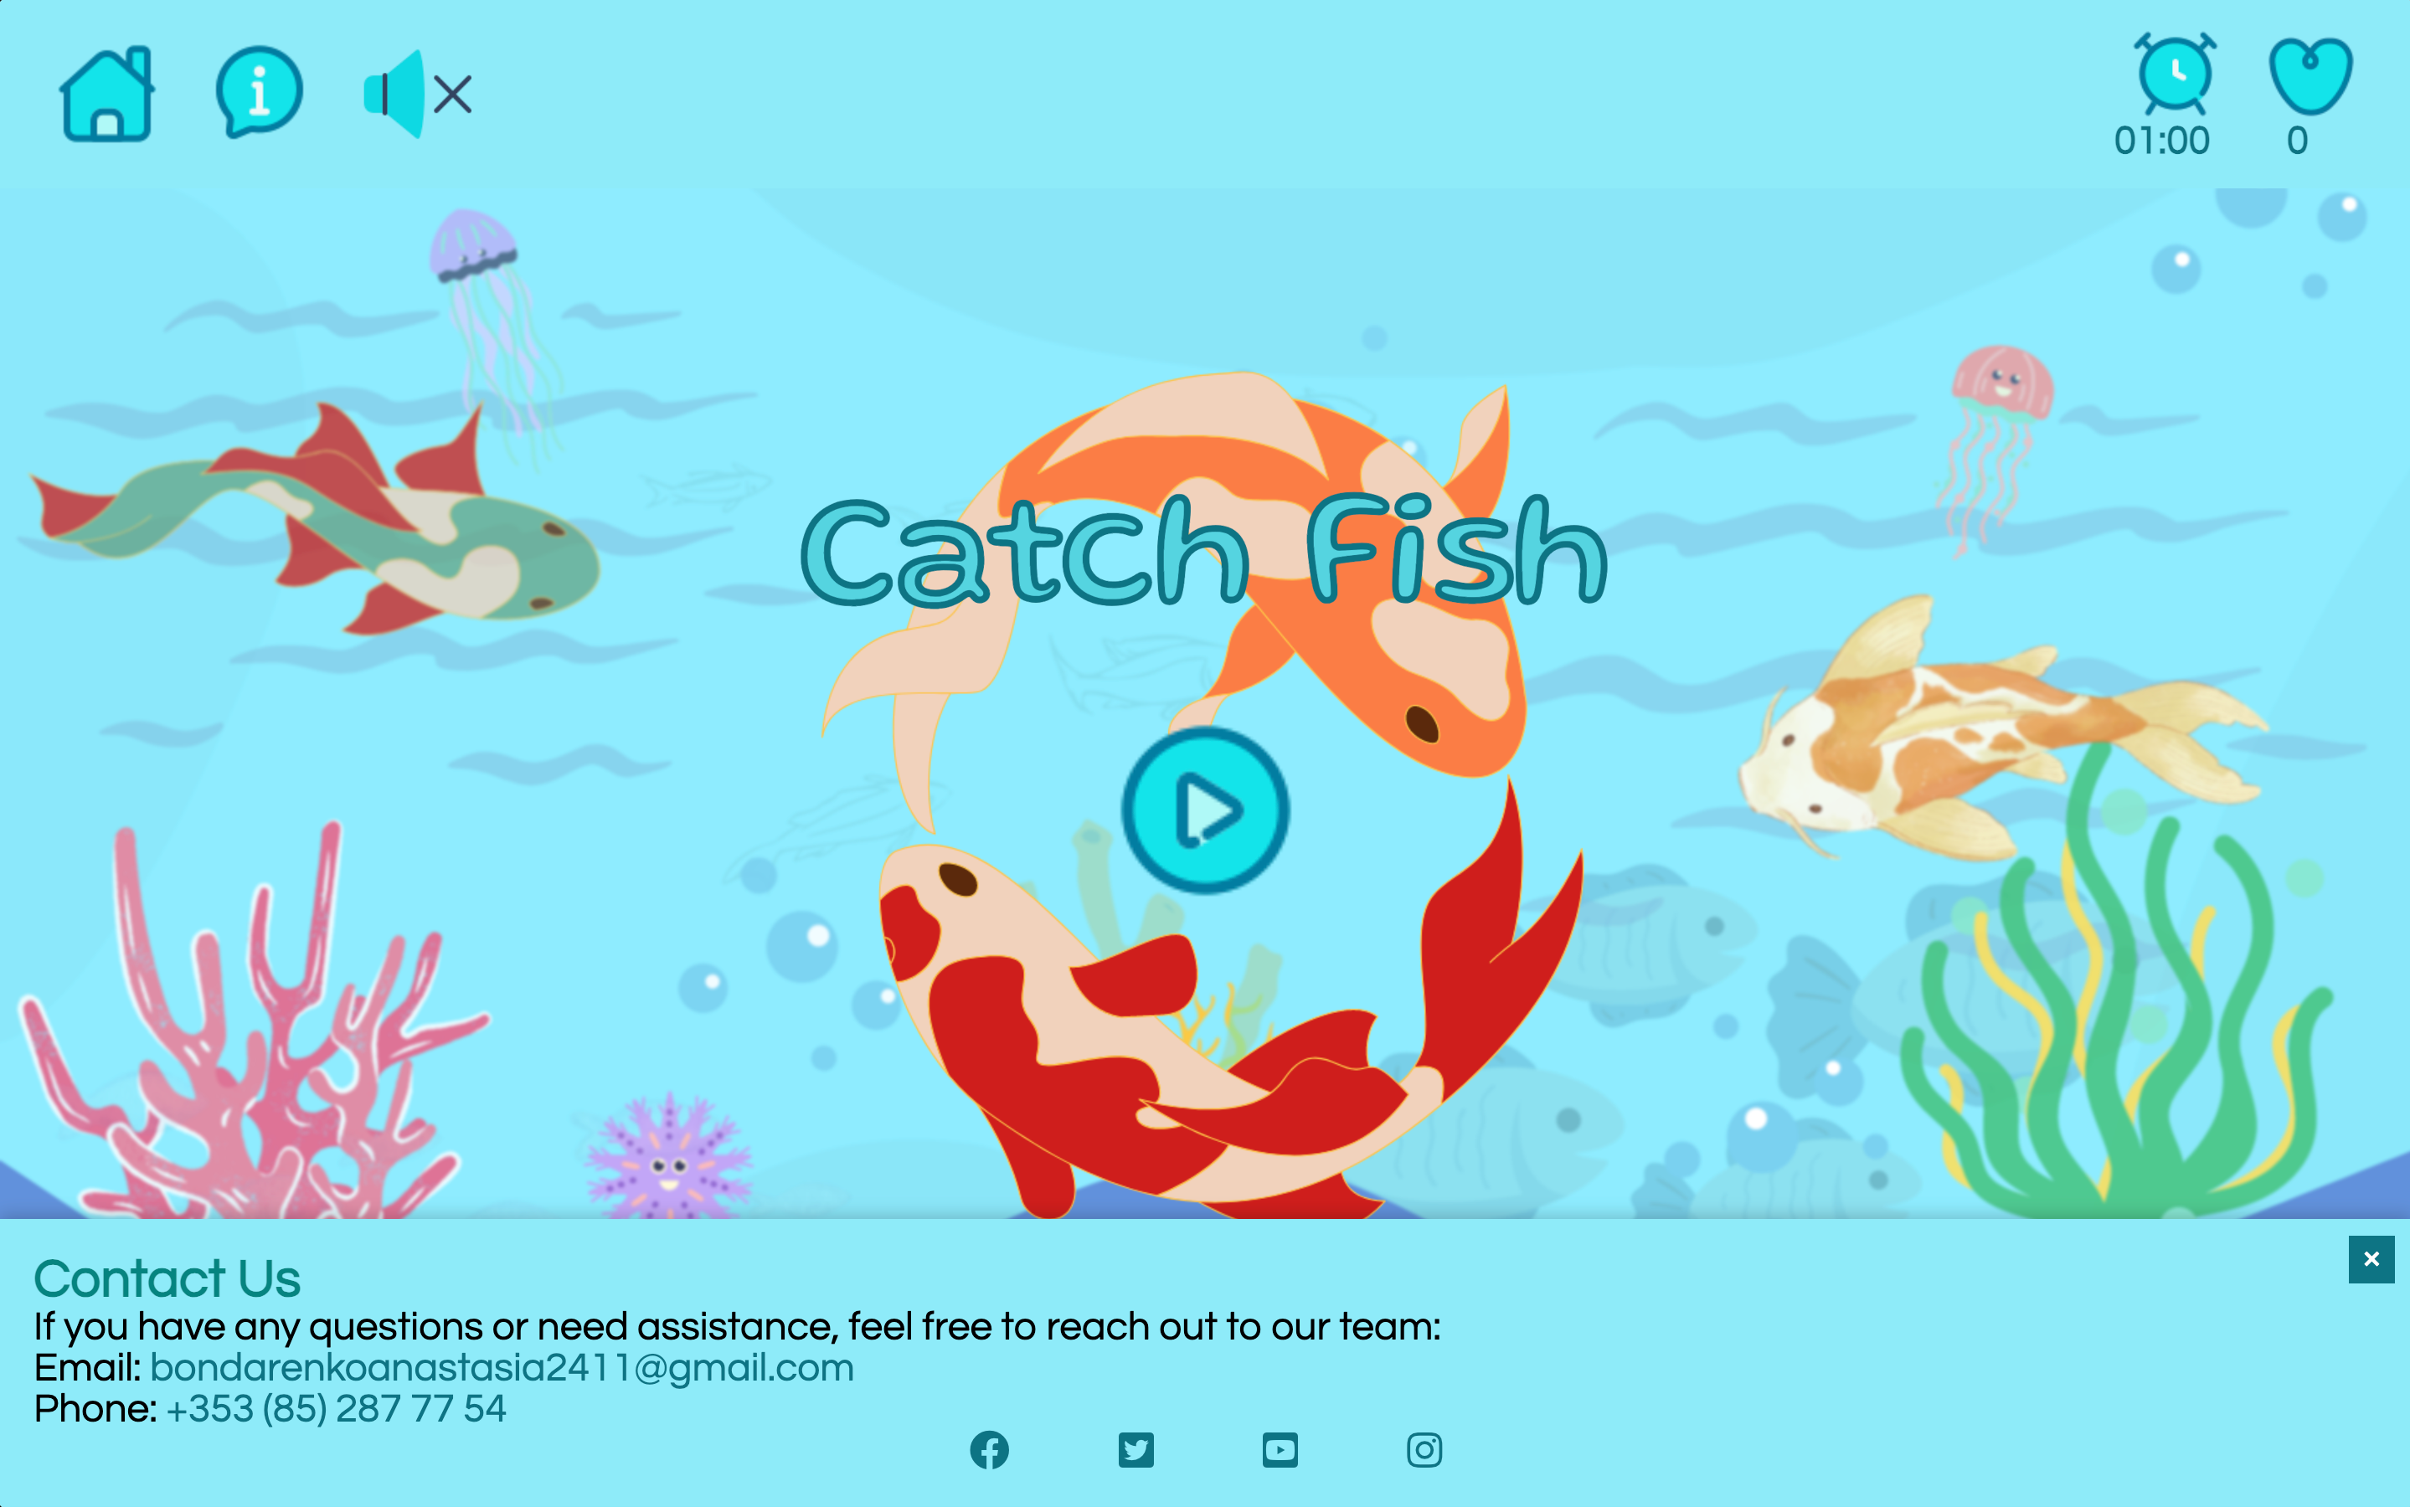 01:00
0
Catch Fish
Contact Us
If you have any questions or need assistance, feel free to reach out to our team:
Email: bondarenkoanastasia2411@gmail.com
Phone: +353 (85) 287 77 54